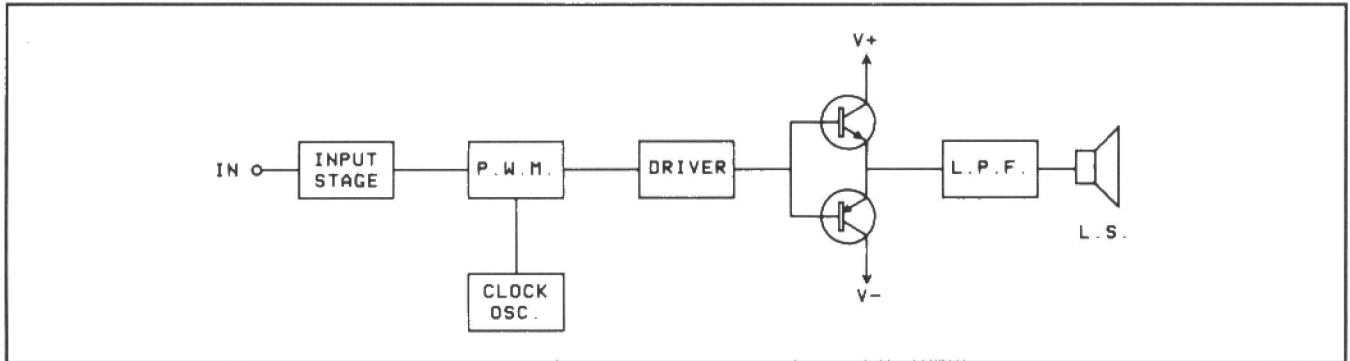 V+
IN
INPUT
STAGE
P.W.M.
DRIVER
L.P.F.
L.S.
CLOCK
OSC.
V-